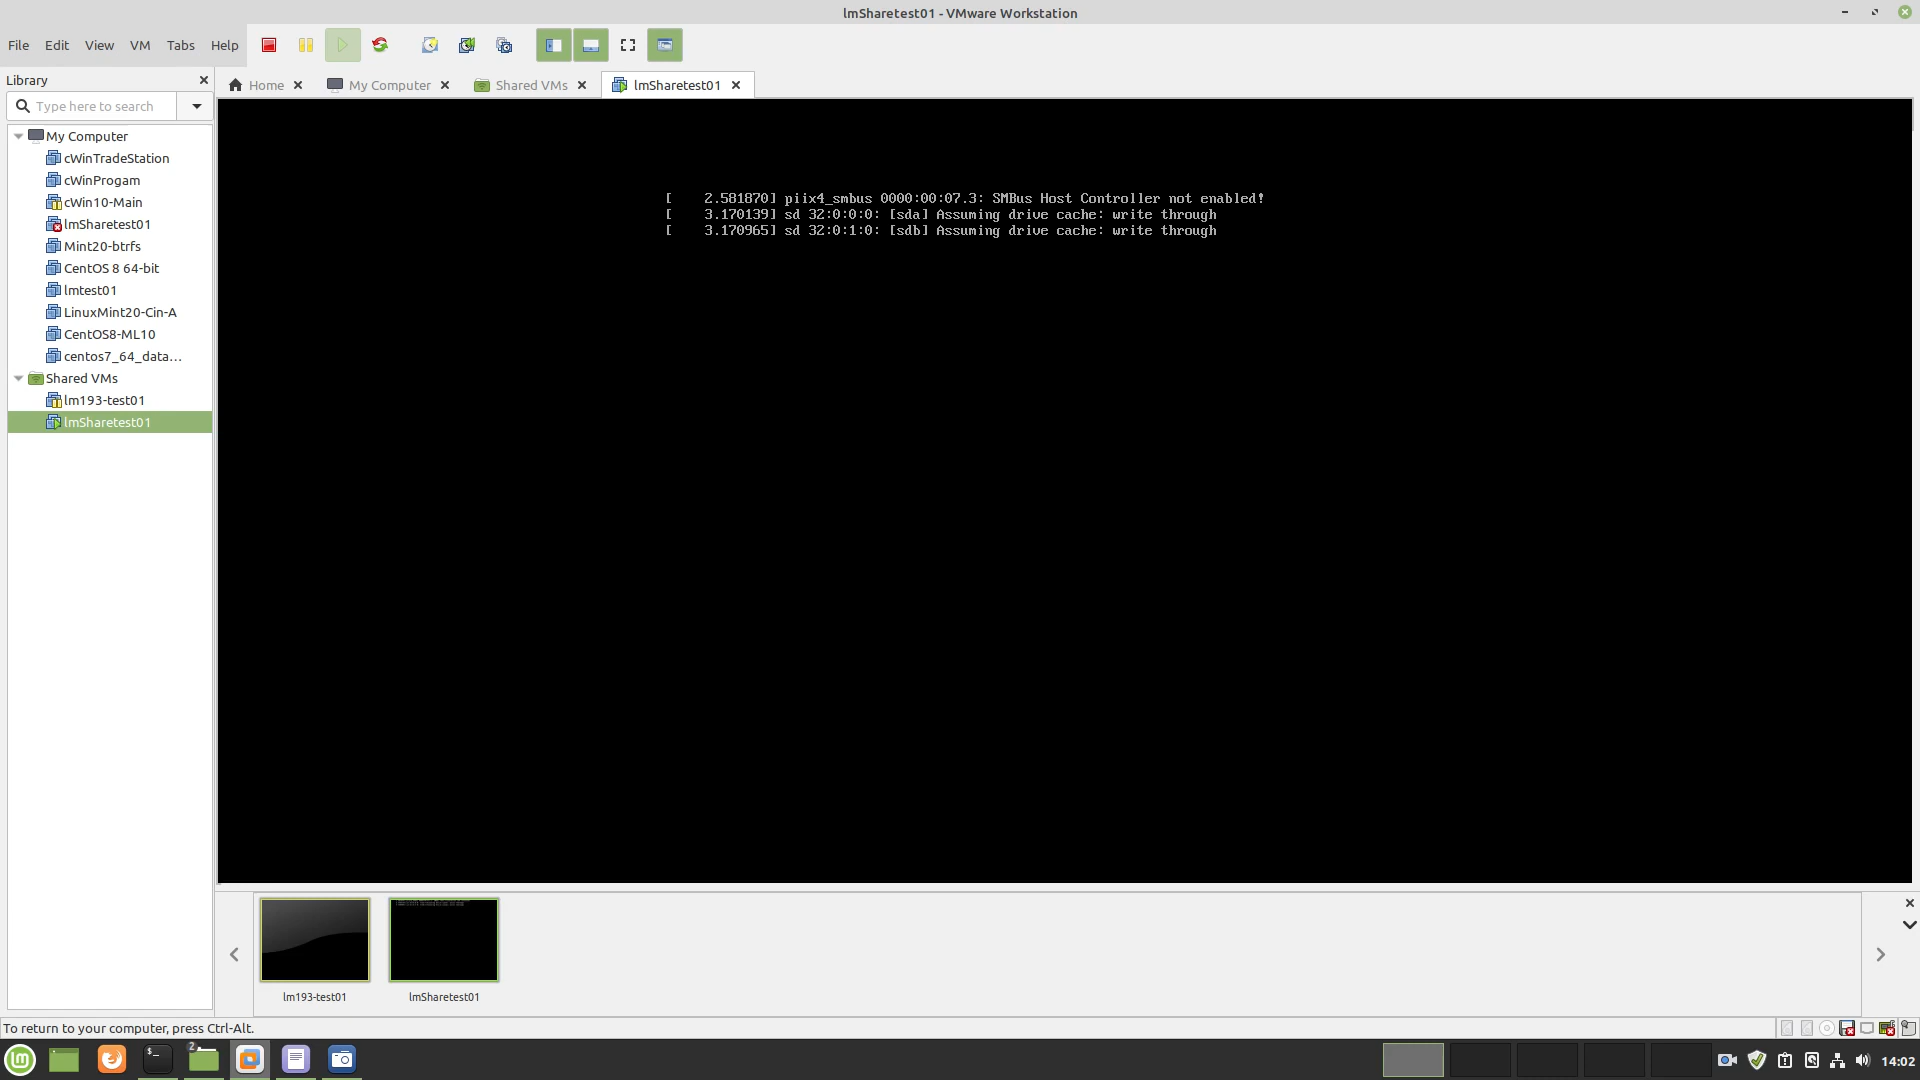 lmSharetest01 - VMware Workstation
File Edit View VM Tabs Help
Library
Type here to search
Home
My Computer
Shared VMs
lmSharetest01
My Computer
cWinTradeStation
cWinProgam
cWin10-Main
lmSharetest01
Mint20-btrfs
CentOS 8 64-bit
lmtest01
LinuxMint20-Cin-A
CentOS8-ML10
centos7_64_data...
Shared VMs
lm193-test01
lmSharetest01
[    2.581870] piix4_smbus 0000:00:07.3: SMBus Host Controller not enabled!
[    3.170139] sd 32:0:0:0: [sda] Assuming drive cache: write through
[    3.170965] sd 32:0:1:0: [sdb] Assuming drive cache: write through
lm193-test01
lmSharetest01
To return to your computer, press Ctrl-Alt.
2
14:02